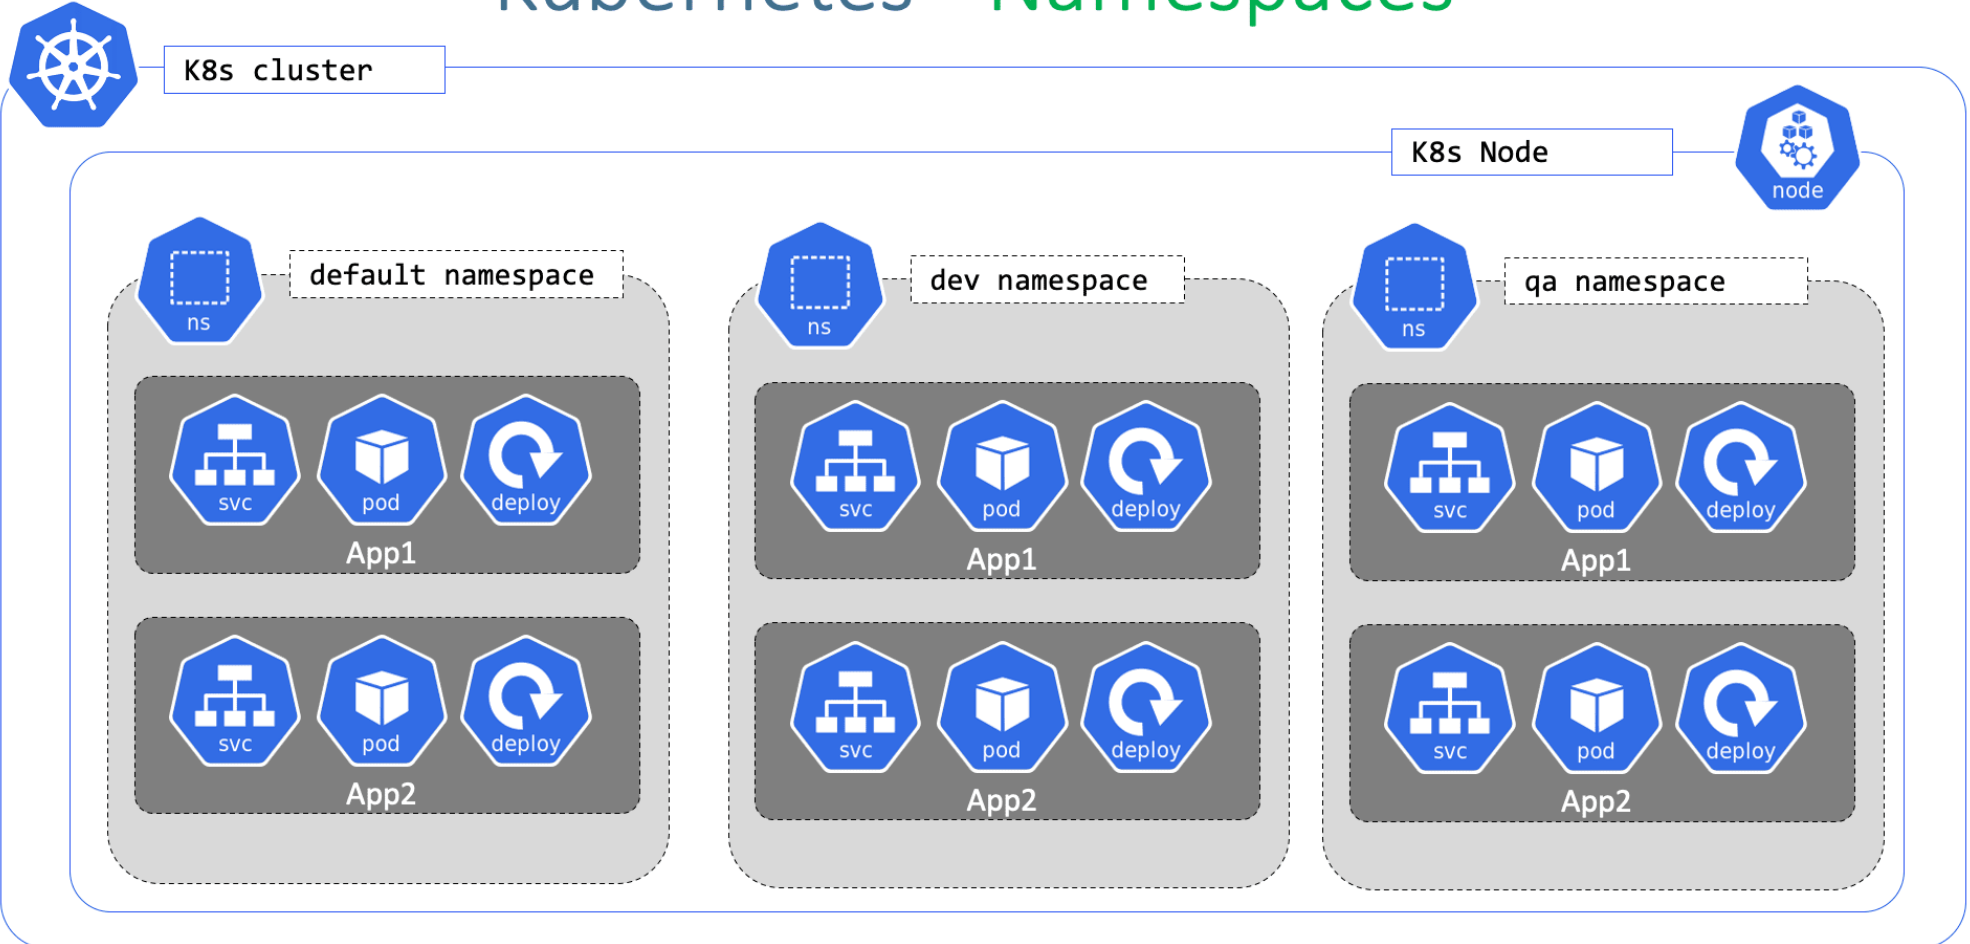 Kubernetes - Namespaces
K8s cluster
K8s Node
node
default namespace
ns
dev namespace
ns
qa namespace
ns
svc pod deploy
App1
svc pod deploy
App1
svc pod deploy
App1
svc pod deploy
App2
svc pod deploy
App2
svc pod deploy
App2